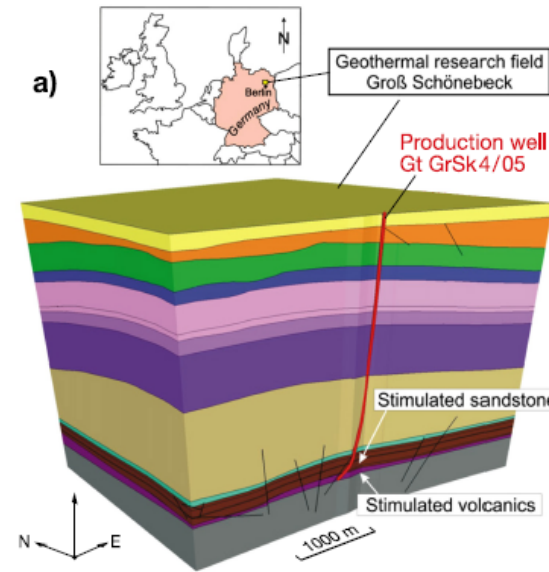 a)
N
Berlin
Germany
Geothermal research field
Groß Schönebeck
Production well
Gt GrSk4/05
Stimulated sandstone
Stimulated volcanics
N
E
1000 m